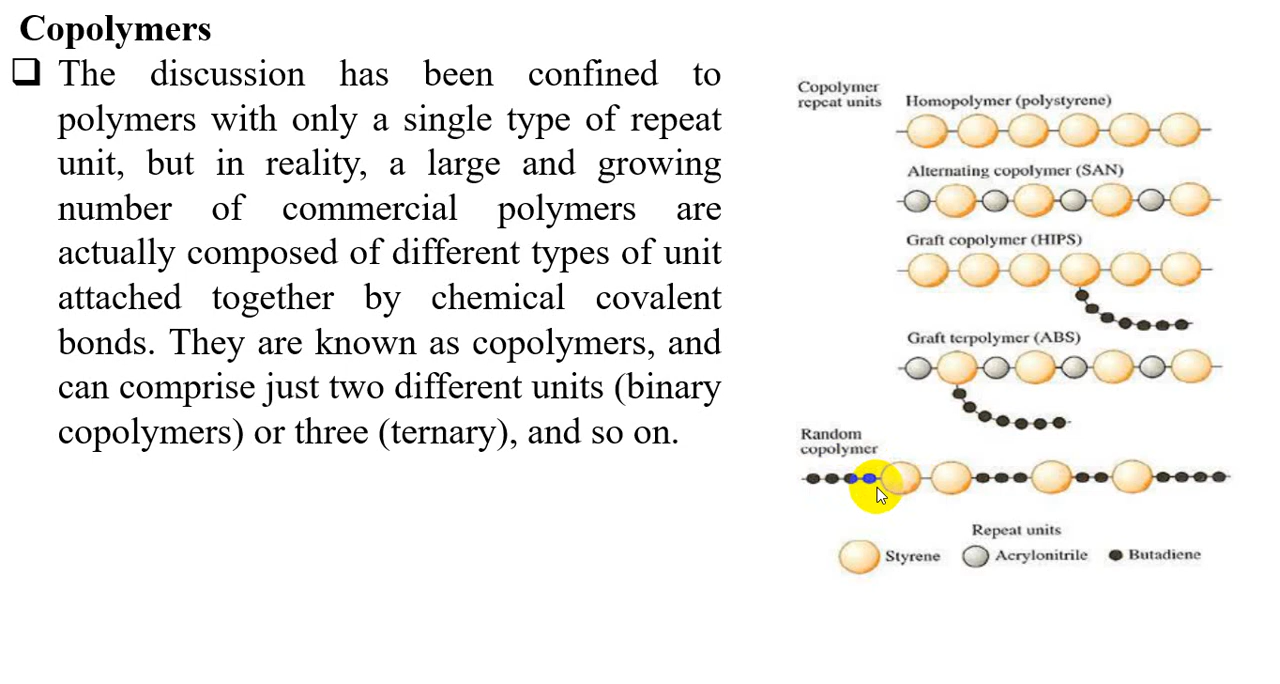 Copolymers
The discussion has been confined to
polymers with only a single type of repeat
unit, but in reality, a large and growing
number of commercial polymers are
actually composed of different types of unit
attached together by chemical covalent
bonds. They are known as copolymers, and
can comprise just two different units (binary
copolymers) or three (ternary), and so on.
Copolymer
repeat units
Homopolymer (polystyrene)
Alternating copolymer (SAN)
Graft copolymer (HIPS)
Graft terpolymer (ABS)
Random
copolymer
Repeat units
Styrene
Acrylonitrile
Butadiene